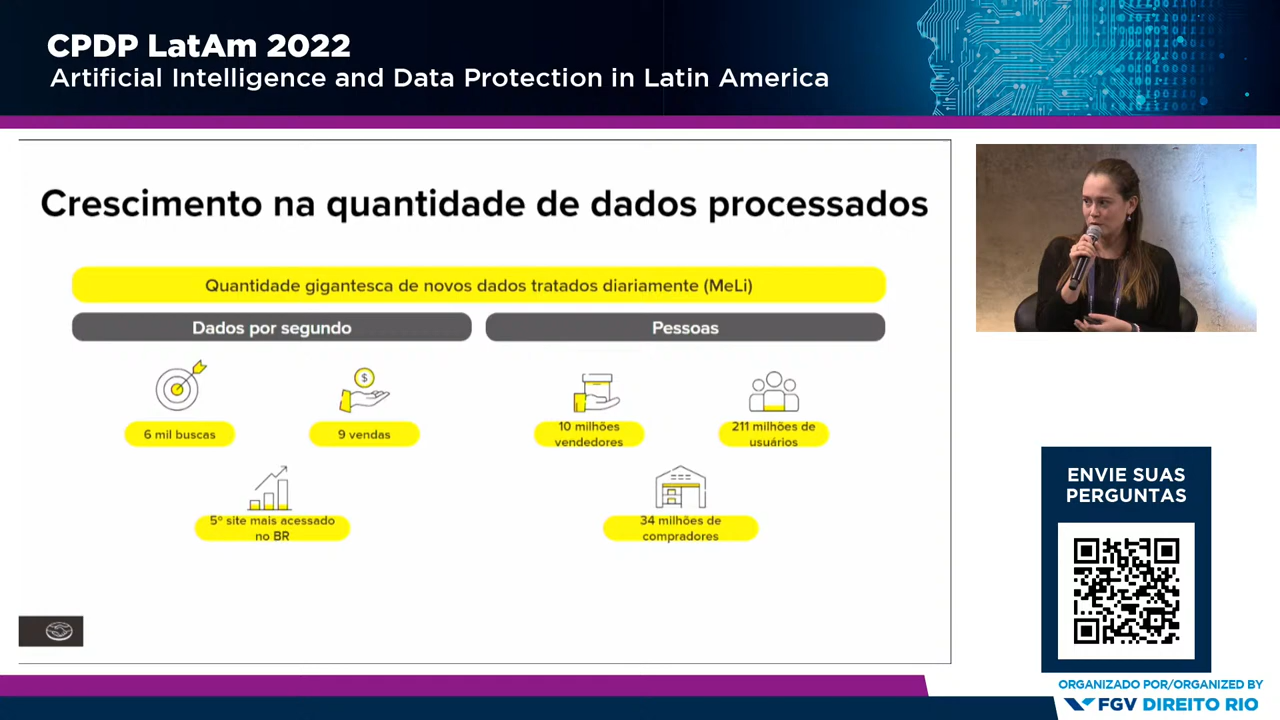 CPDP LatAm 2022
Artificial Intelligence and Data Protection in Latin America
Crescimento na quantidade de dados processados
Quantidade gigantesca de novos dados tratados diariamente (MeLi)
Dados por segundo
Pessoas
6 mil buscas
9 vendas
10 milhões
vendedores
211 milhões de
usuários
5º site mais acessado
no BR
34 milhões de
compradores
ENVIE SUAS
PERGUNTAS
ORGANIZADO POR/ORGANIZED BY
FGV DIREITO RIO